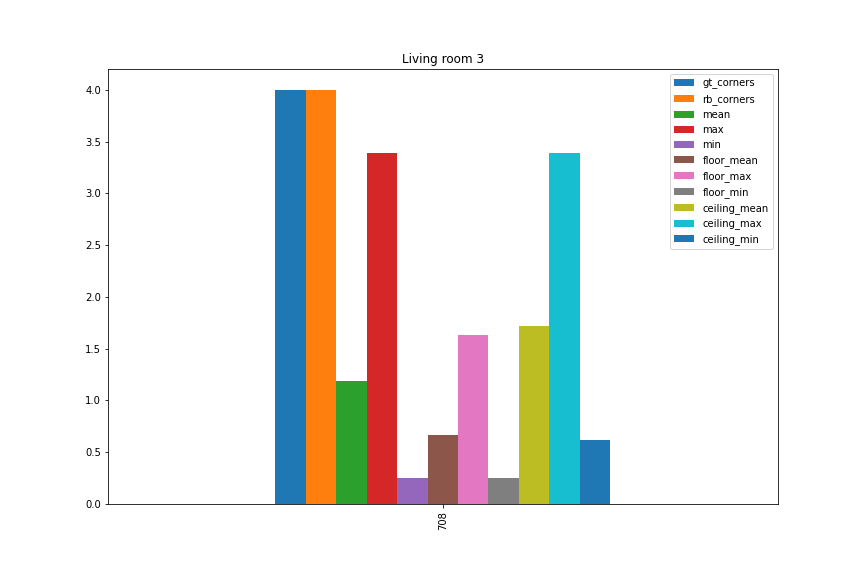 Living room 3
4.0
3.5
3.0
2.5
2.0
1.5
1.0
0.5
0.0
708
gt_corners
rb_corners
mean
max
min
floor_mean
floor_max
floor_min
ceiling_mean
ceiling_max
ceiling_min